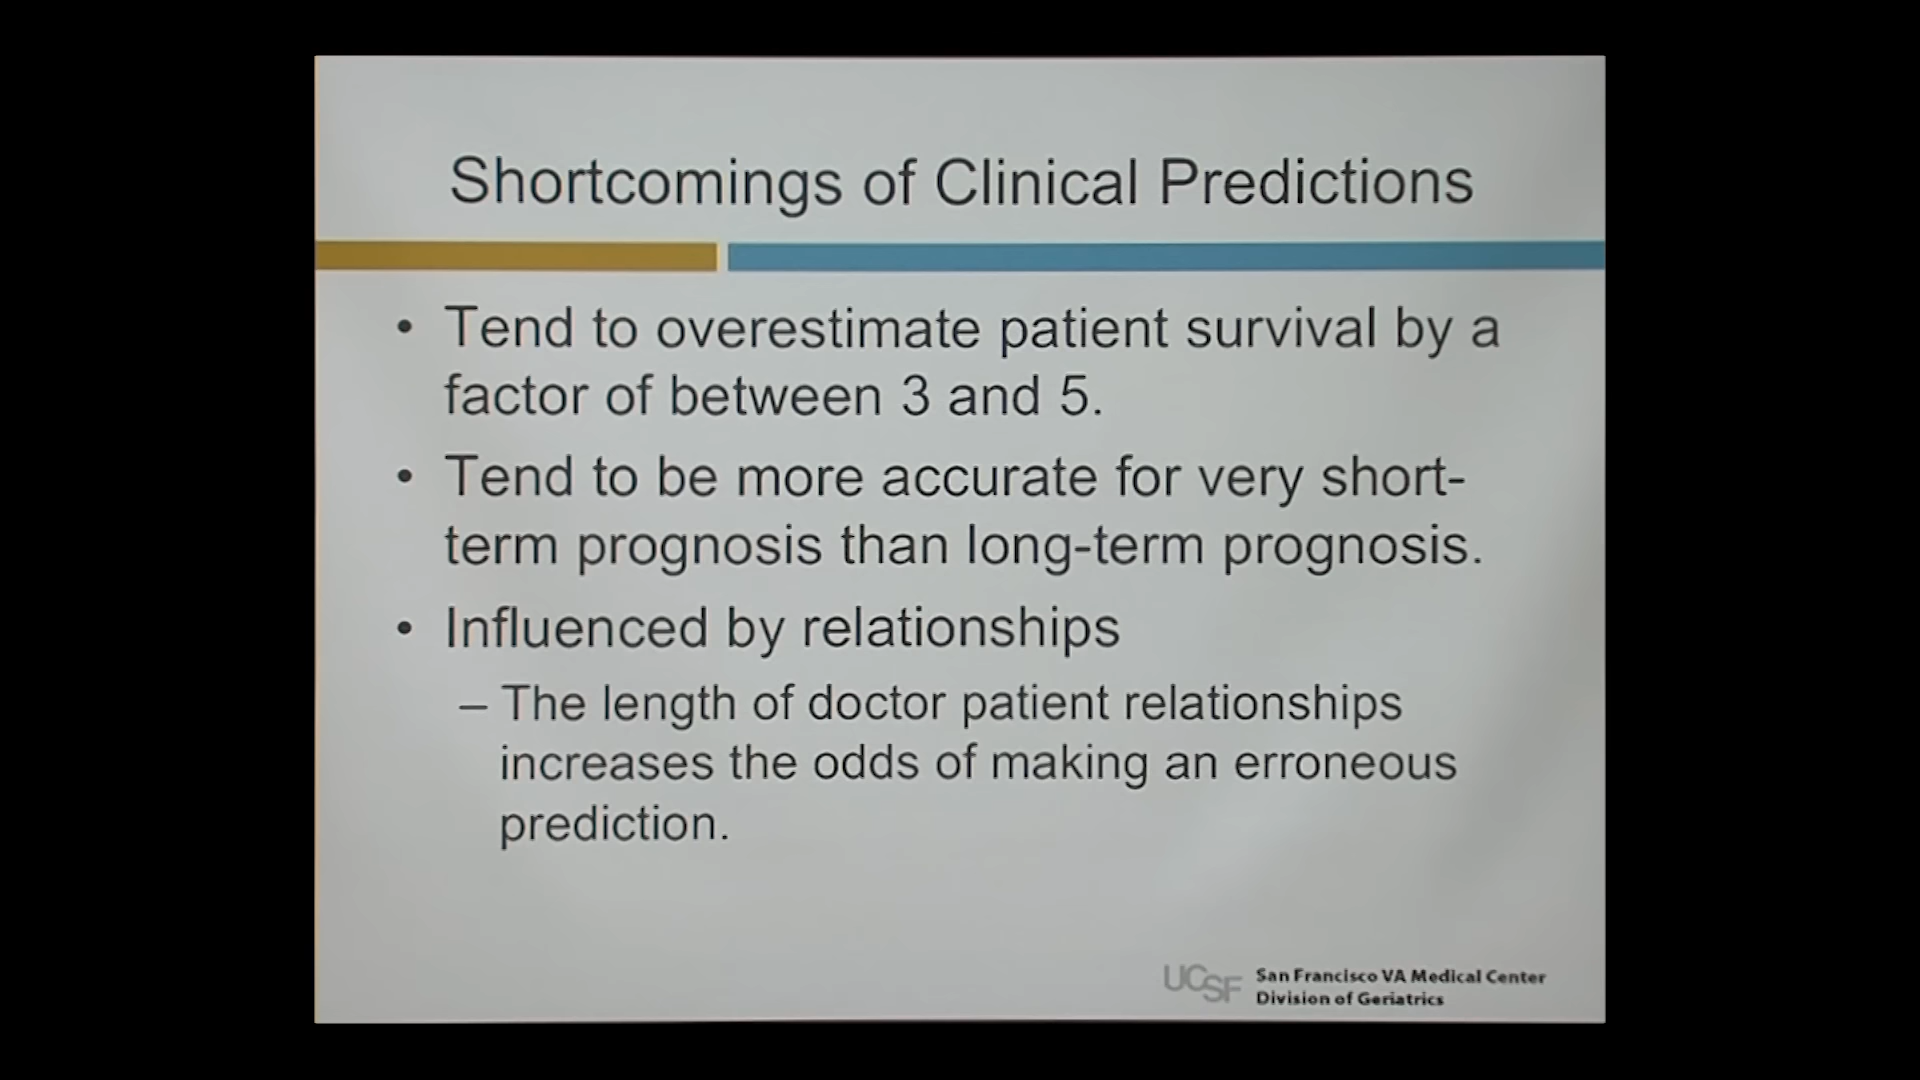 Shortcomings of Clinical Predictions
• Tend to overestimate patient survival by a
factor of between 3 and 5.
• Tend to be more accurate for very short-
term prognosis than long-term prognosis.
• Influenced by relationships
– The length of doctor patient relationships
increases the odds of making an erroneous
prediction.
UCSF San Francisco VA Medical Center
Division of Geriatrics